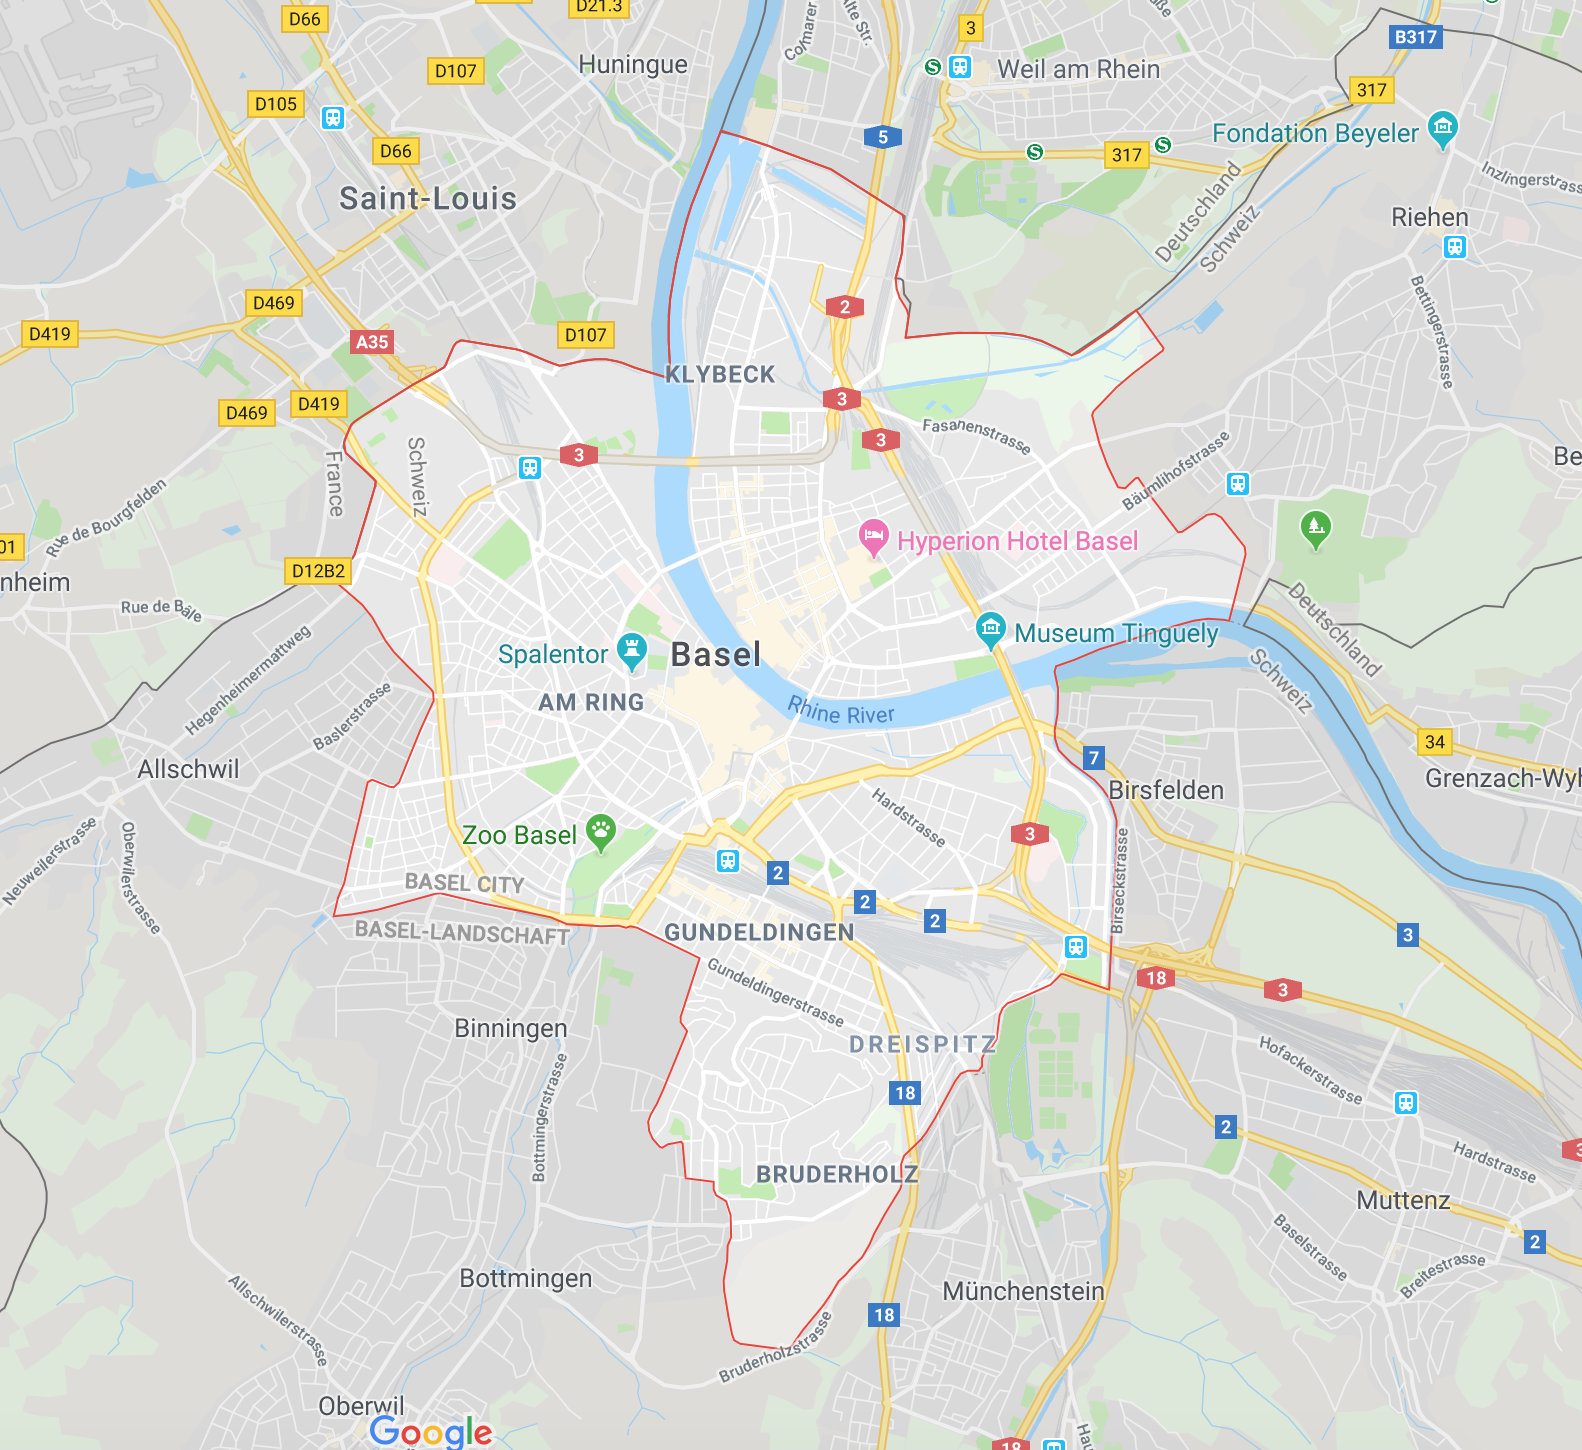 D66
D21.3
3
B317
Huningue
Colmarer
Alte Str.
D107
Weil am Rhein
317
D105
5
Fondation Beyeler
D66
317
Inzlingerstrass
Saint-Louis
Deutschland
Schweiz
Riehen
D469
2
Bettingerstrasse
D419
A35
D107
KLYBECK
D469
D419
3
3
Fasanenstrasse
Schweiz
France
3
Bäumlihofstrasse
Be
Rue de Bourgfelden
01
Hyperion Hotel Basel
D12B2
nheim
Rue de Bâle
Museum Tinguely
Deutschland
Schweiz
Hegenheimermattweg
Spalentor
Basel
AM RING
Rhine River
Baslerstrasse
34
7
Allschwil
Grenzach-Wyh
Birsfelden
Hardstrasse
Zoo Basel
3
Neuweilerstrasse
Oberwilerstrasse
Birseckstrasse
2
BASEL CITY
2
2
BASEL-LANDSCHAFT
GUNDELDINGEN
3
Gundeldingerstrasse
18
3
Binningen
DREISPITZ
Hofackerstrasse
Bottmingerstrasse
18
2
3
Hardstrasse
BRUDERHOLZ
Muttenz
Baselstrasse
2
Bottmingen
Breitestrasse
Münchenstein
Allschwilerstrasse
18
Bruderholzstrasse
Oberwil
Google
18
Hau